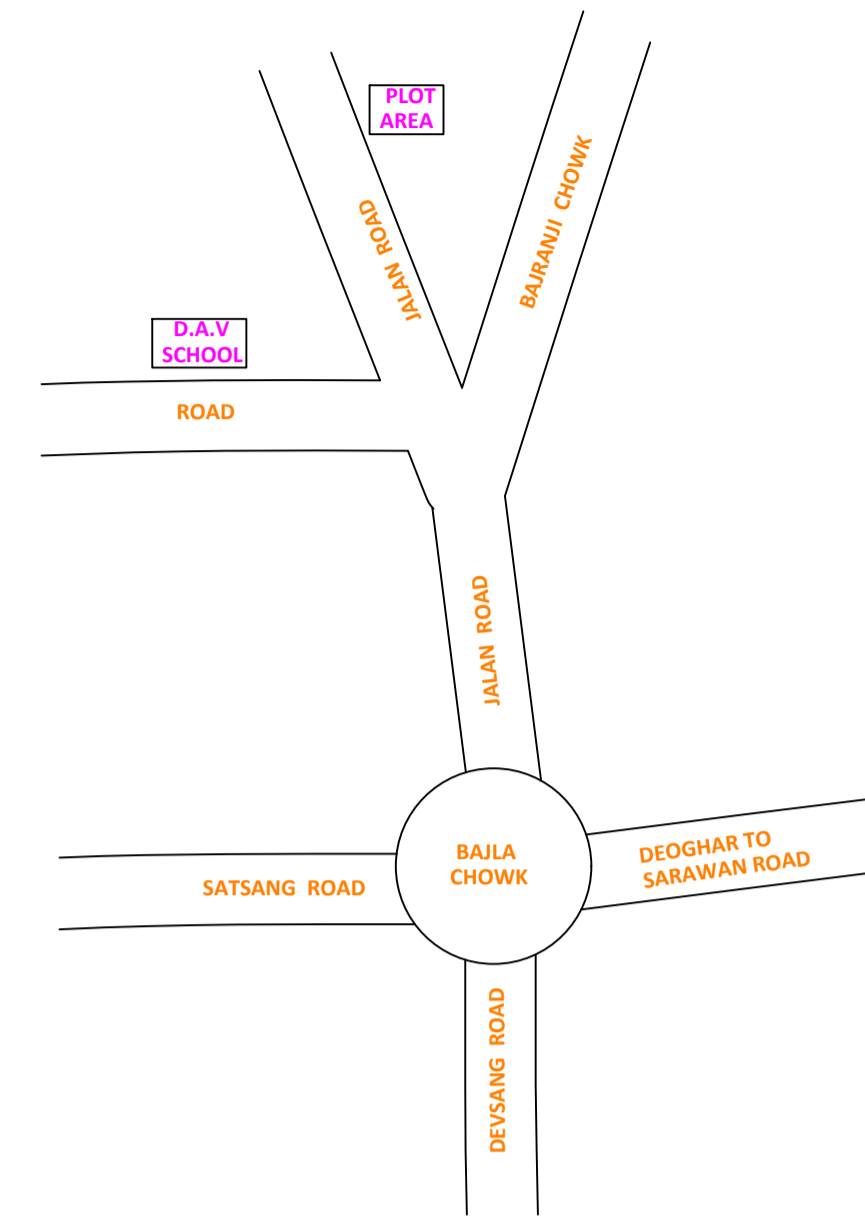 PLOT
AREA
JALAN ROAD
BAJRANJI CHOWK
D.A.V
SCHOOL
ROAD
JALAN ROAD
BAJLA
CHOWK
DEOGHAR TO
SARAWAN ROAD
SATSANG ROAD
DEVSANG ROAD